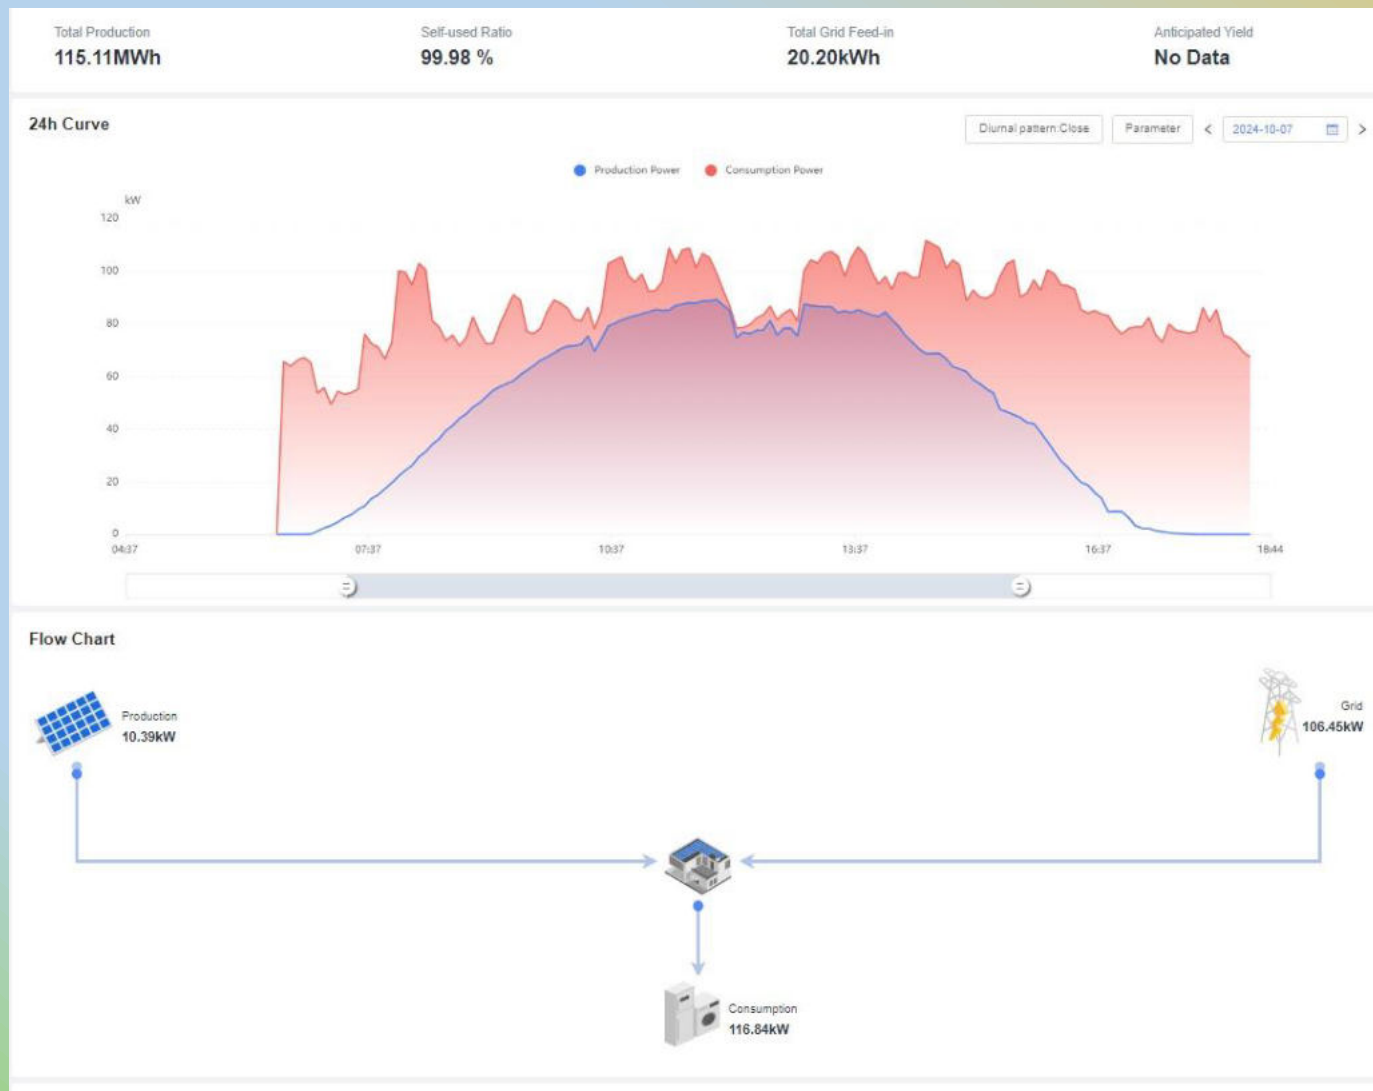 Total Production Self-used Ratio Total Grid Feed-in Anticipated Yield
115.11MWh 99.98 % 20.20kWh No Data
24h Curve Diurnal pattern:Close Parameter < 2024-10-07 >
Production Power Consumption Power
kW
120
100
80
60
40
20
0
04:37 07:37 10:37 13:37 16:37 18:44
Flow Chart
Production
10.39kW
Grid
106.45kW
Consumption
116.84kW